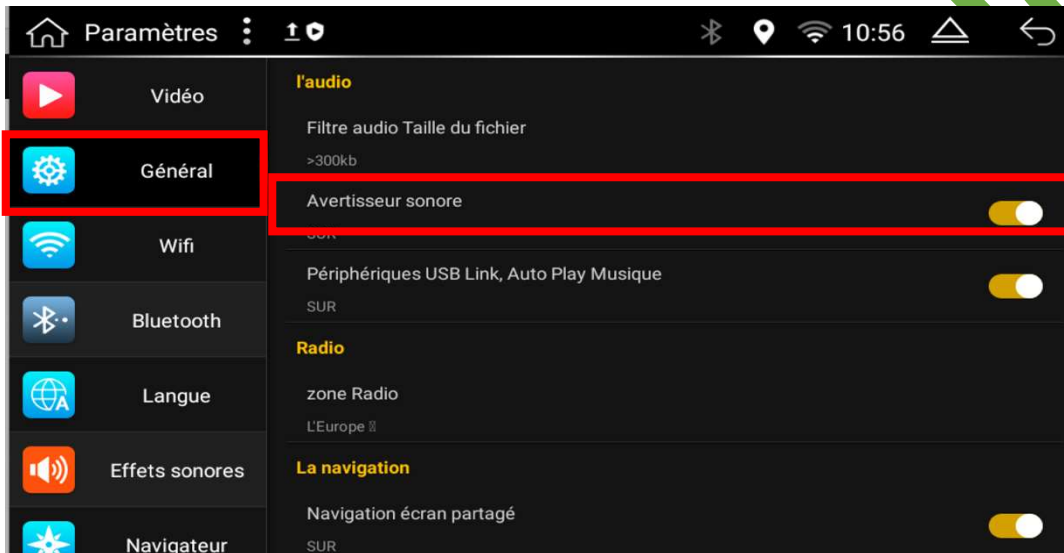 Paramètres
10:56
Vidéo
Général
Wifi
Bluetooth
Langue
Effets sonores
Navigateur
l'audio
Filtre audio Taille du fichier
>300kb
Avertisseur sonore
SUR
Périphériques USB Link, Auto Play Musique
SUR
Radio
zone Radio
L'Europe
La navigation
Navigation écran partagé
SUR